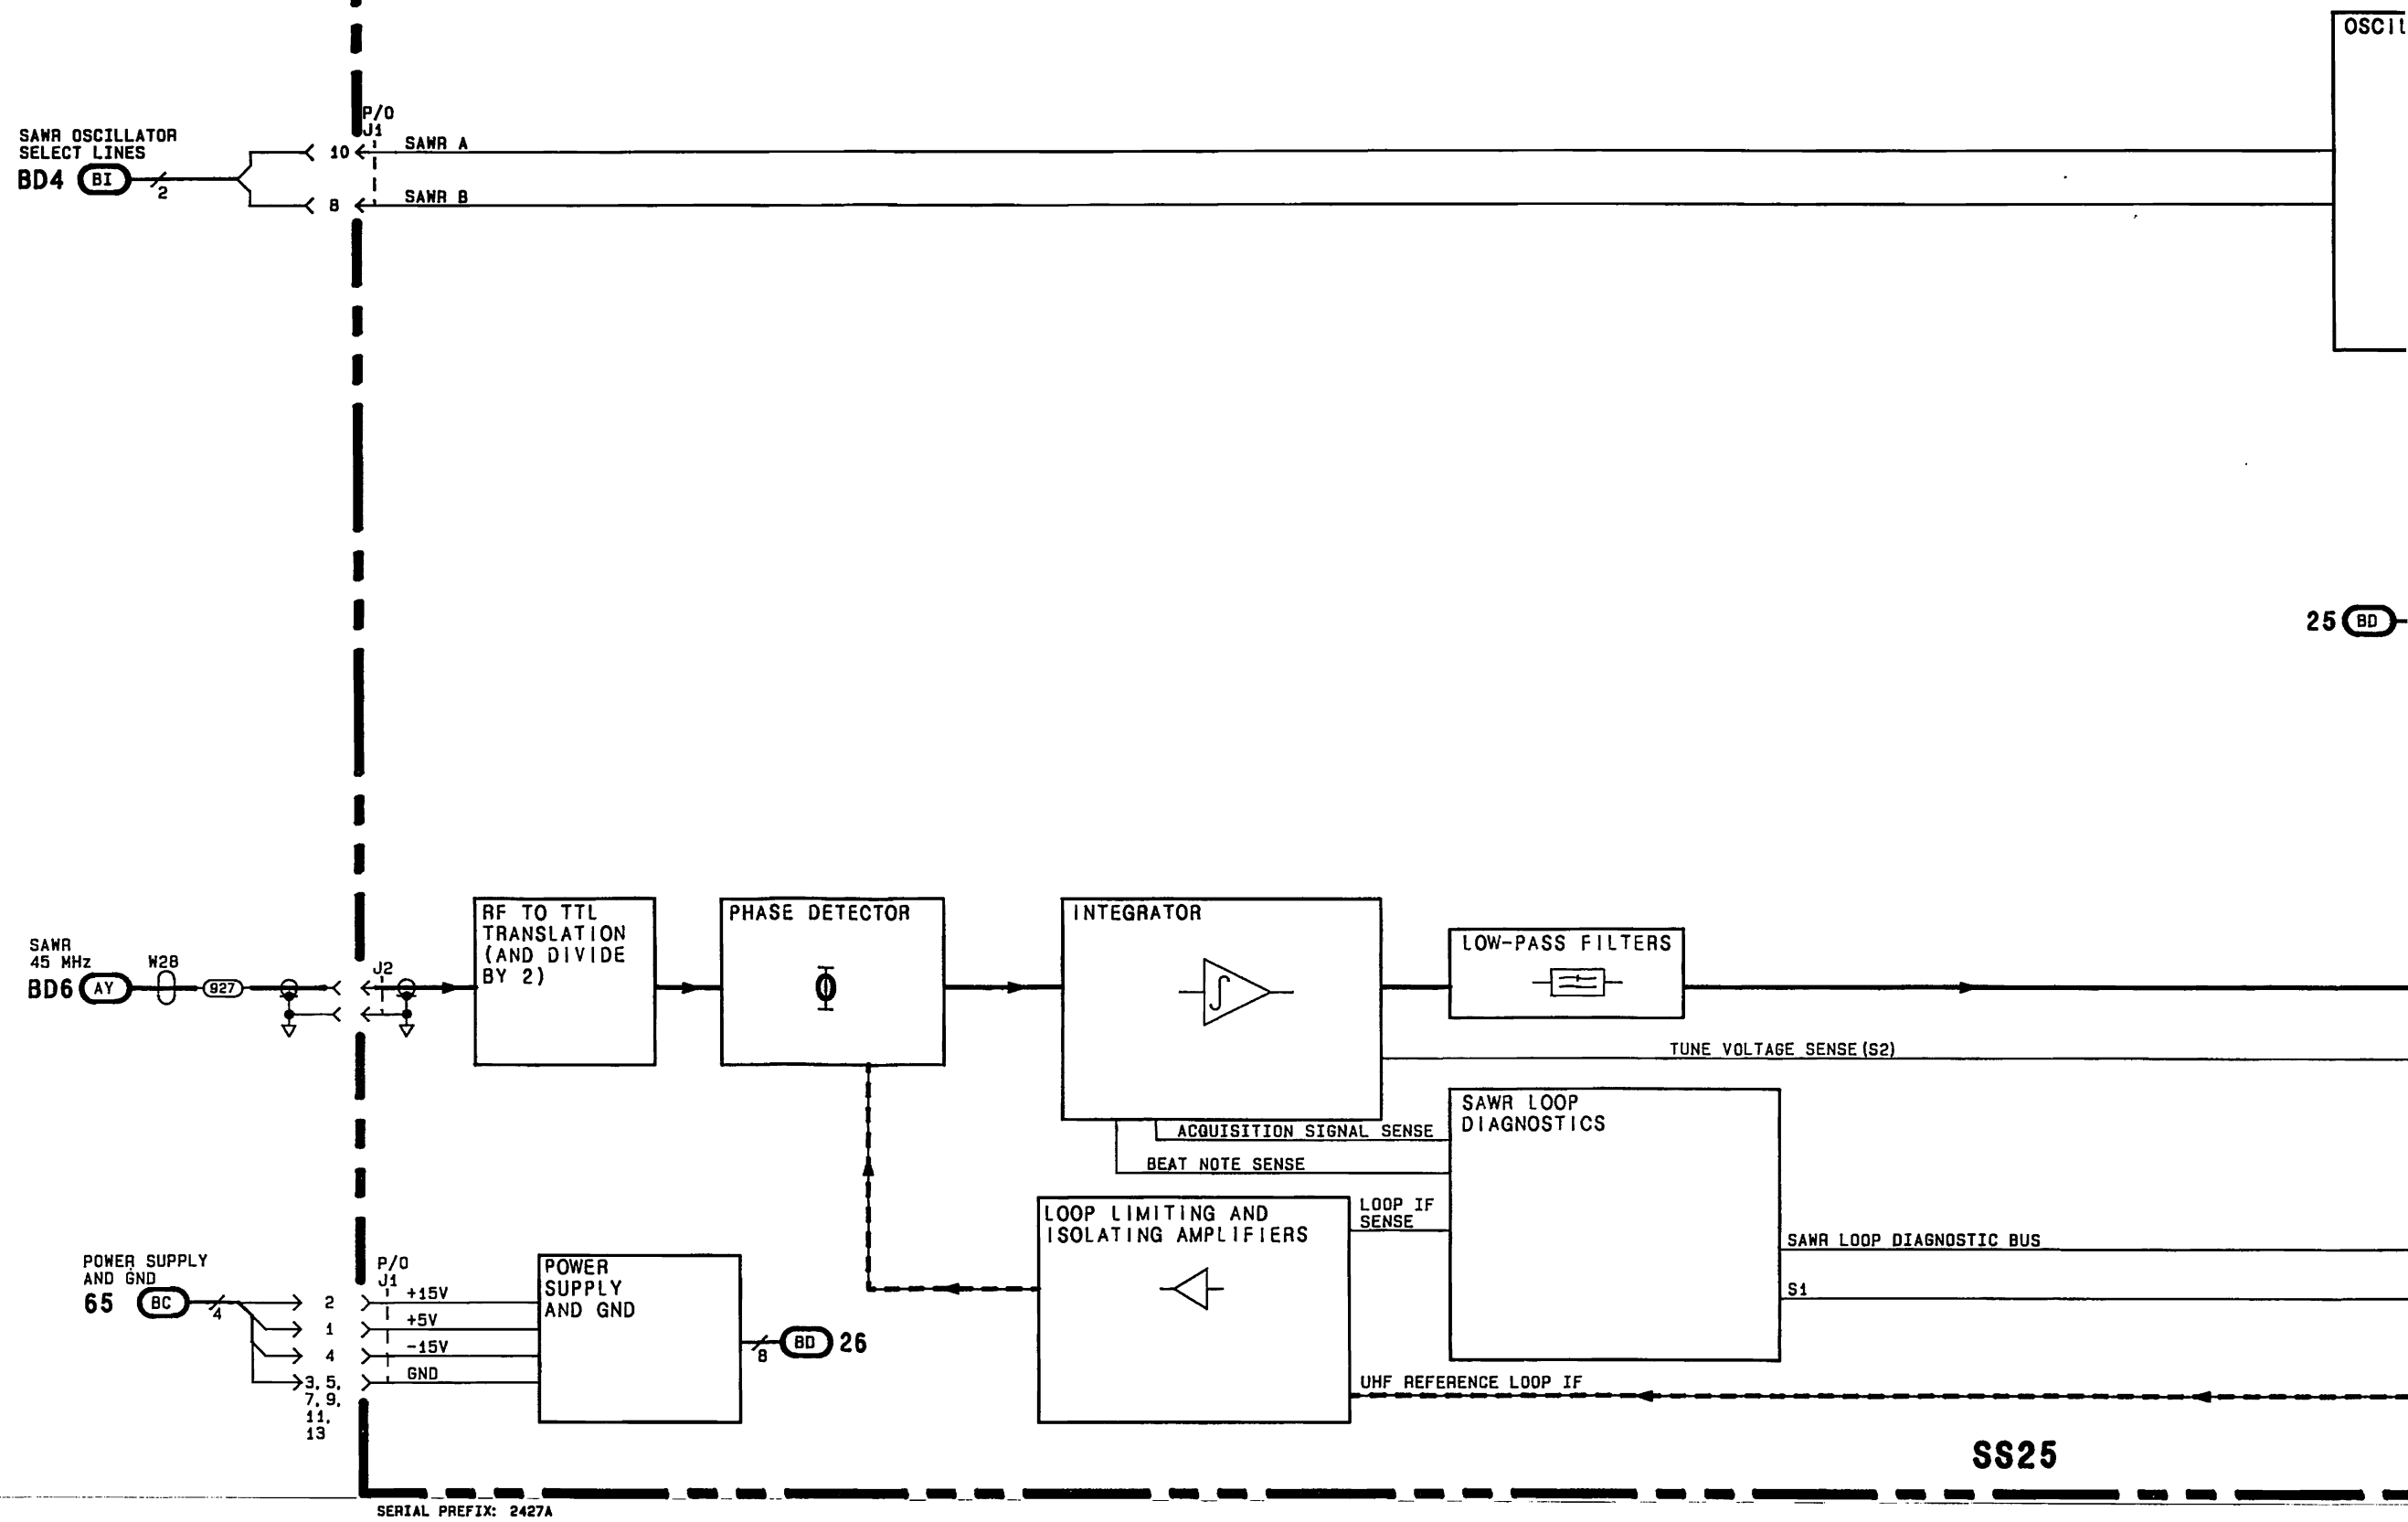 OSCIL
P/O
J1
SAWR OSCILLATOR
SELECT LINES
BD4 BI
2
10
SAWR A
8
SAWR B
25 BD
SAWR
45 MHz
BD6 AY
W28
927
J2
RF TO TTL
TRANSLATION
(AND DIVIDE
BY 2)
PHASE DETECTOR
Φ
INTEGRATOR
∫
LOW-PASS FILTERS
TUNE VOLTAGE SENSE(S2)
ACQUISITION SIGNAL SENSE
BEAT NOTE SENSE
SAWR LOOP
DIAGNOSTICS
LOOP LIMITING AND
ISOLATING AMPLIFIERS
LOOP IF
SENSE
SAWR LOOP DIAGNOSTIC BUS
S1
UHF REFERENCE LOOP IF
POWER SUPPLY
AND GND
65 BC
4
P/O
J1
2
+15V
1
+5V
4
-15V
3, 5,
7, 9,
11,
13
GND
POWER
SUPPLY
AND GND
8
BD 26
SS25
SERIAL PREFIX: 2427A